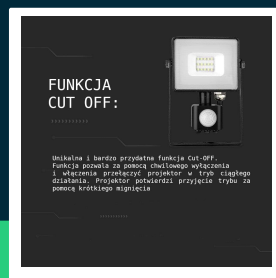 FUNKCJA
CUT OFF:
Unikalna i bardzo przydatna funkcja Cut-OFF.
Funkcja pozwala za pomocą chwilowego wyłączenia
i włączenia przełączyć projektor w tryb ciągłego
działania. Projektor potwierdzi przyjęcie trybu za
pomocą krótkiego mignięcia